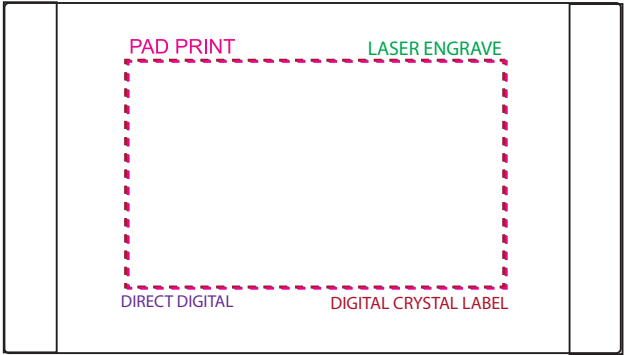 PAD PRINT
LASER ENGRAVE
DIRECT DIGITAL
DIGITAL CRYSTAL LABEL